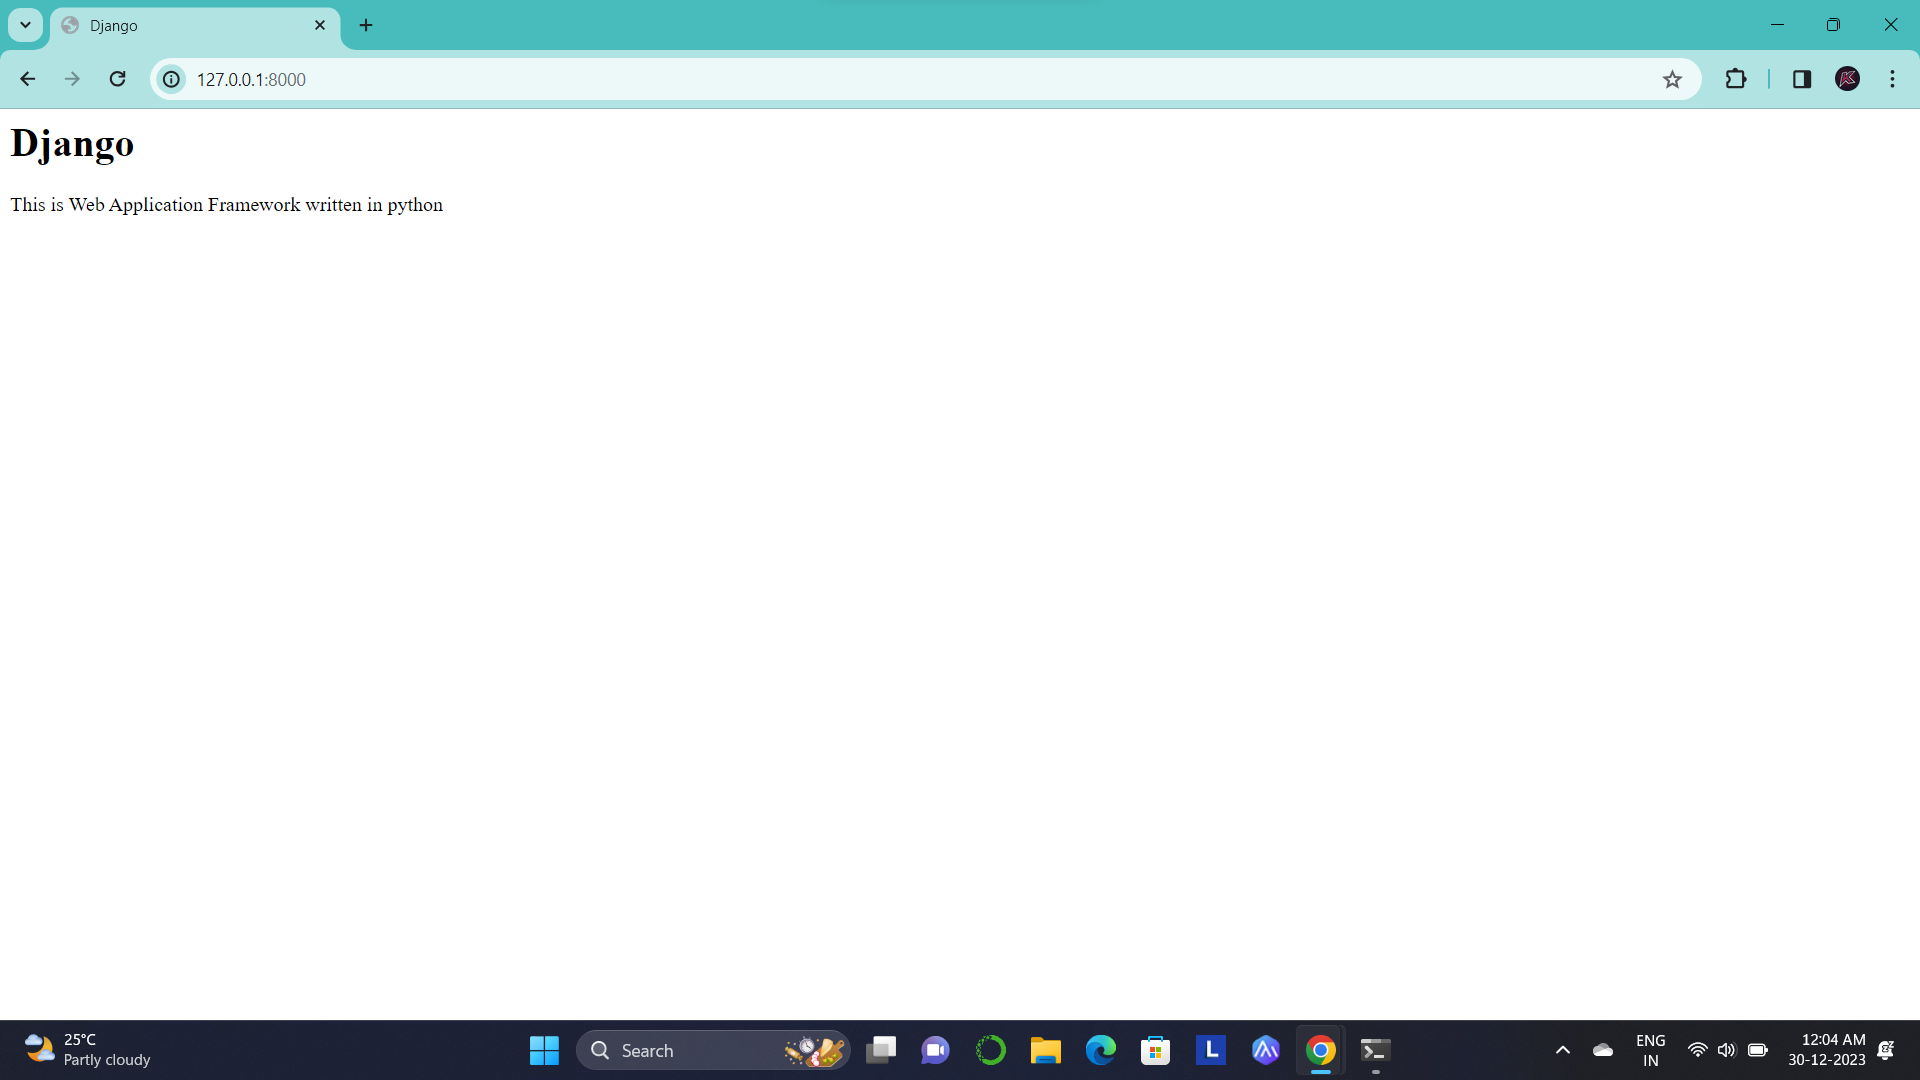 Django
127.0.0.1:8000
Django
This is Web Application Framework written in python
25°C
Partly cloudy
Search
L
ENG
IN
12:04 AM
30-12-2023